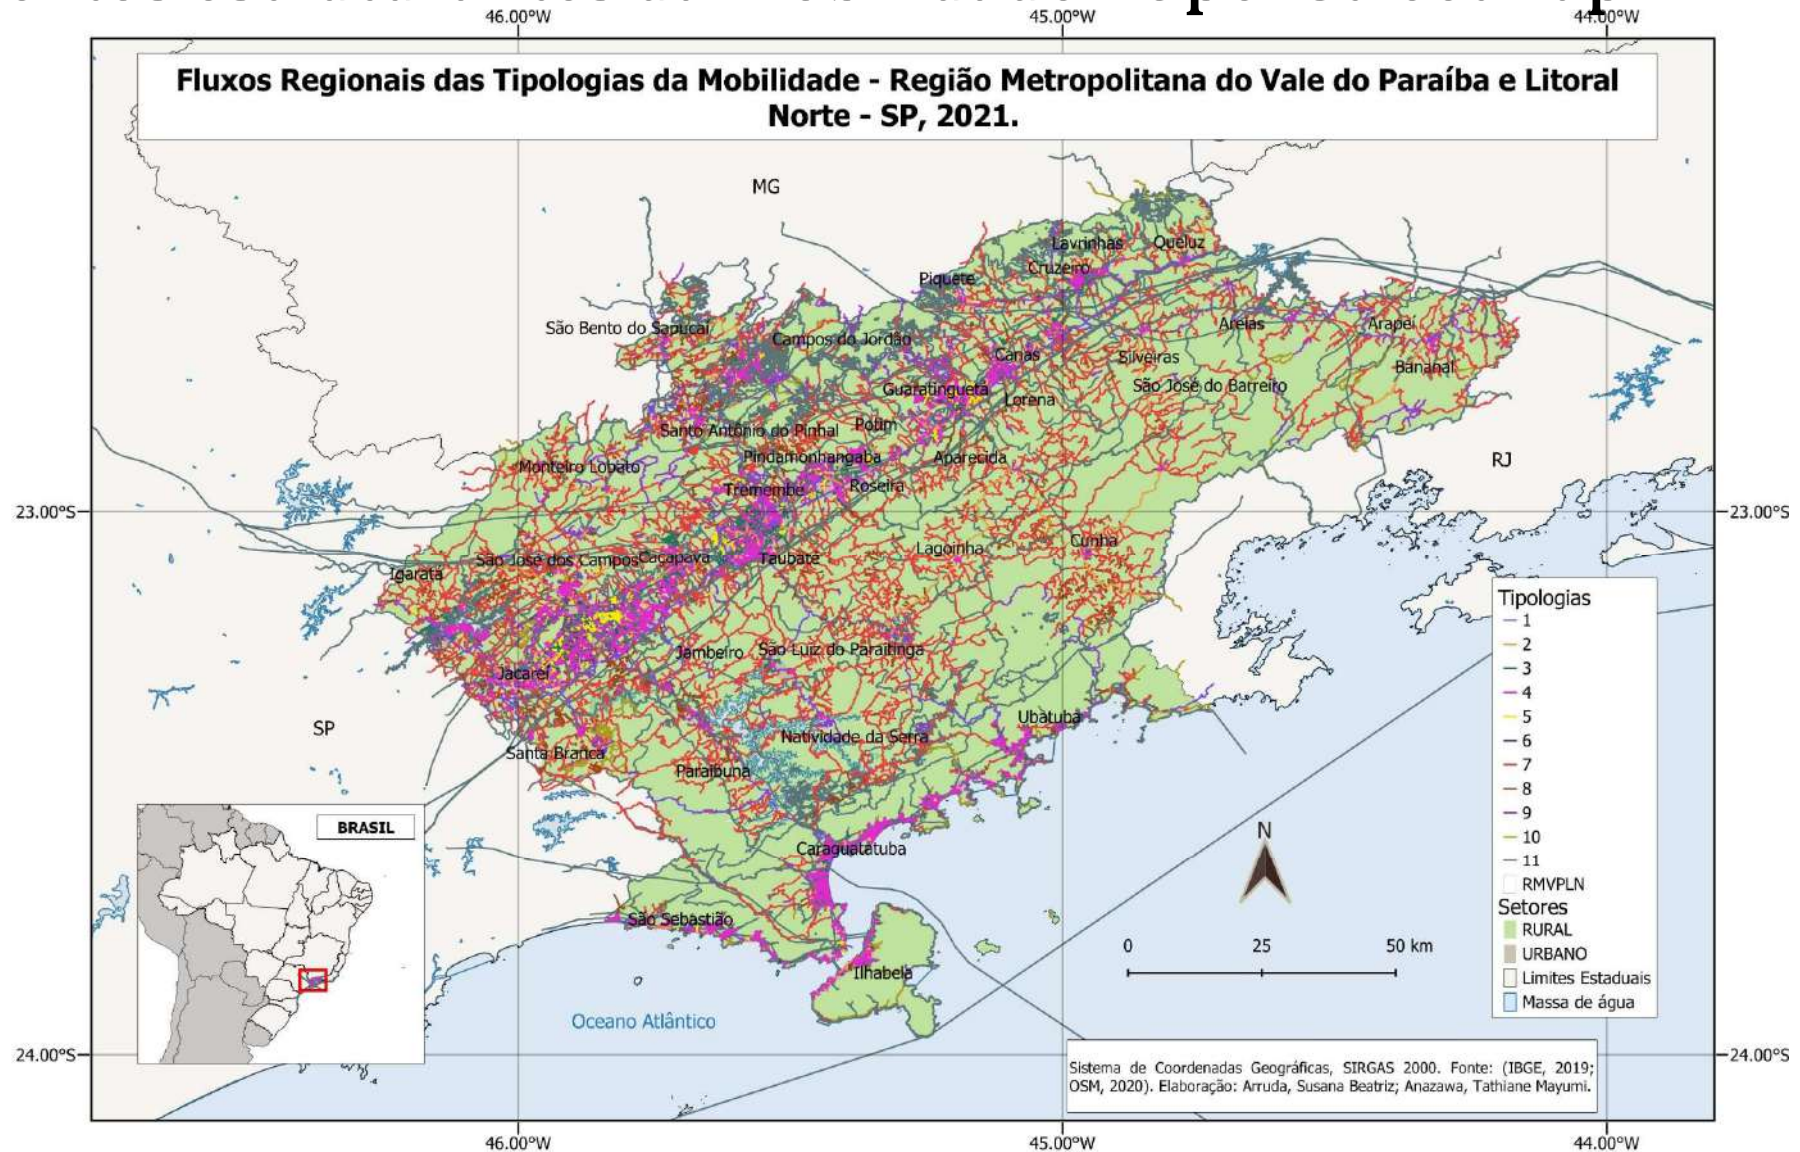 46.00°W
45.00°W
44.00°W
Fluxos Regionais das Tipologias da Mobilidade - Região Metropolitana do Vale do Paraíba e Litoral
Norte - SP, 2021.
MG
Lavrinhas
Queluz
Cruzeiro
Piquete
São Bento do Sapucaí
Campos do Jordão
Areias
Arapeí
Canas
Silveiras
Bananal
Guaratinguetá
São José do Barreiro
Lorena
Santo Antônio do Pinhal
Potim
Monteiro Lobato
Pindamonhangaba
Aparecida
RJ
Tremembé
Roseira
23.00°S
23.00°S
São José dos Campos
Caçapava
Taubaté
Lagoinha
Cunha
Igaratá
Jambeiro
São Luiz do Paraitinga
Jacareí
Ubatuba
SP
Natividade da Serra
Santa Branca
Paraibuna
Caraguatatuba
São Sebastião
Ilhabela
Oceano Atlântico
BRASIL
N
0 25 50 km
Tipologias
1
2
3
4
5
6
7
8
9
10
11
RMVPLN
Setores
RURAL
URBANO
Limites Estaduais
Massa de água
24.00°S
24.00°S
Sistema de Coordenadas Geográficas, SIRGAS 2000. Fonte: (IBGE, 2019;
OSM, 2020). Elaboração: Arruda, Susana Beatriz; Anazawa, Tathiane Mayumi.
46.00°W
45.00°W
44.00°W